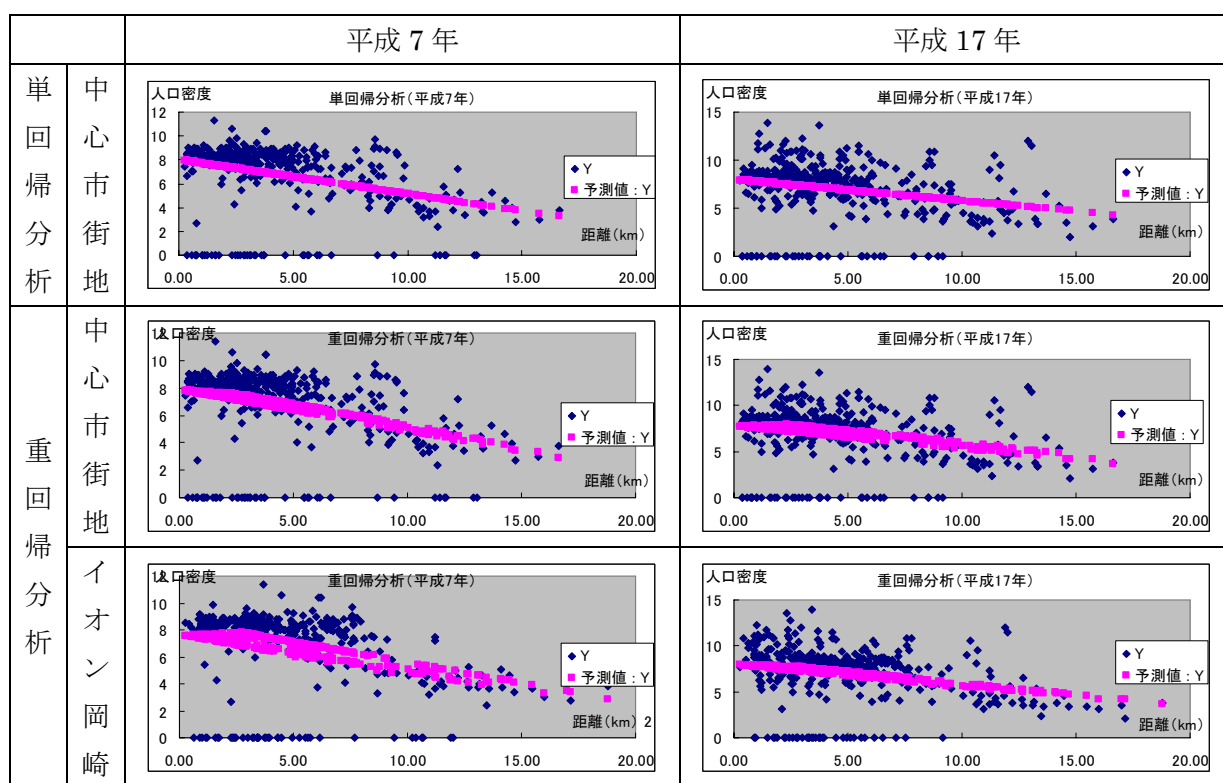 平成 7 年
平成 17 年
単回帰分析
中心市街地
人口密度
単回帰分析(平成7年)
12
10
8
6
4
2
0
Y
予測値:Y
距離(km)
0.00 5.00 10.00 15.00 20.00
人口密度
単回帰分析(平成17年)
15
10
5
0
Y
予測値:Y
距離(km)
0.00 5.00 10.00 15.00 20.00
重回帰分析
中心市街地
人口密度
重回帰分析(平成7年)
12
10
8
6
4
2
0
Y
予測値:Y
距離(km)
0.00 5.00 10.00 15.00 20.00
人口密度
重回帰分析(平成17年)
15
10
5
0
Y
予測値:Y
距離(km)
0.00 5.00 10.00 15.00 20.00
イオン岡崎
人口密度
重回帰分析(平成7年)
12
10
8
6
4
2
0
Y
予測値:Y
距離(km) 2
0.00 5.00 10.00 15.00 20.00
人口密度
重回帰分析(平成17年)
15
10
5
0
Y
予測値:Y
距離(km)
0.00 5.00 10.00 15.00 20.00